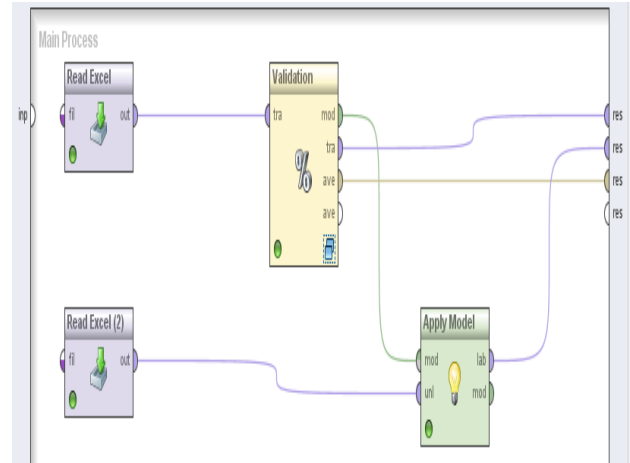 Main Process
Read Excel
Validation
inp
fil out
tra mod
tra
ave
ave
res
res
res
res
Read Excel (2)
Apply Model
fil out
mod lab
unl mod
%